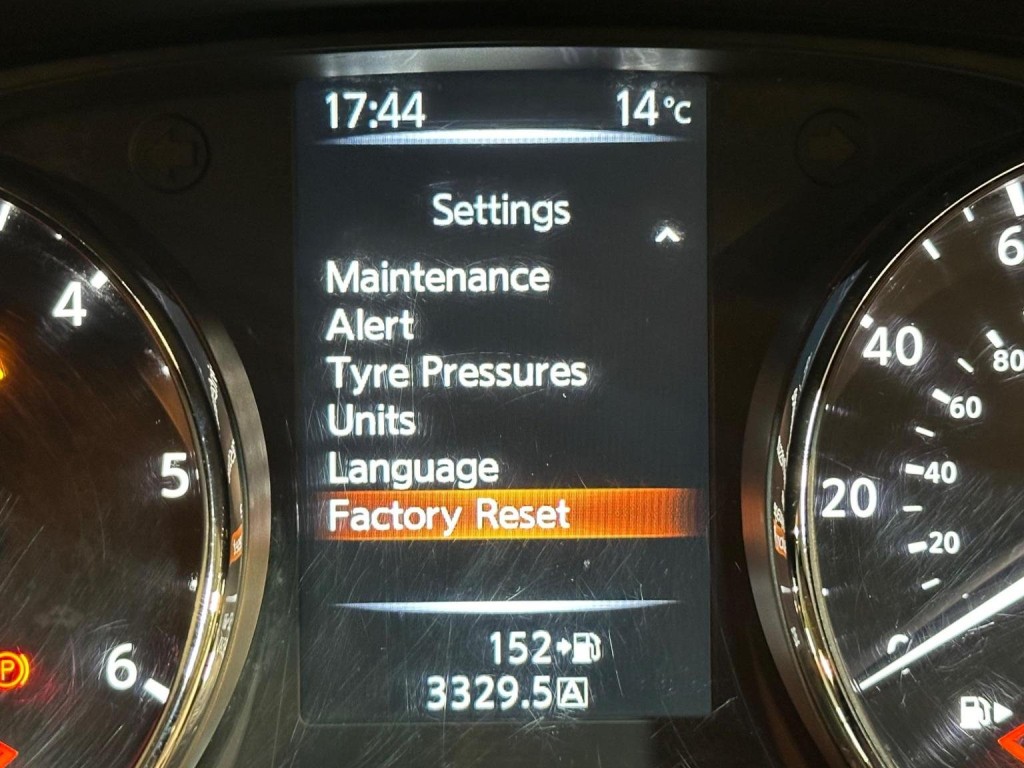 17:44 14°C
Settings
Maintenance
Alert
Tyre Pressures
Units
Language
Factory Reset
152
3329.5 A
4
5
6
P
6
40
20
80
60
40
20